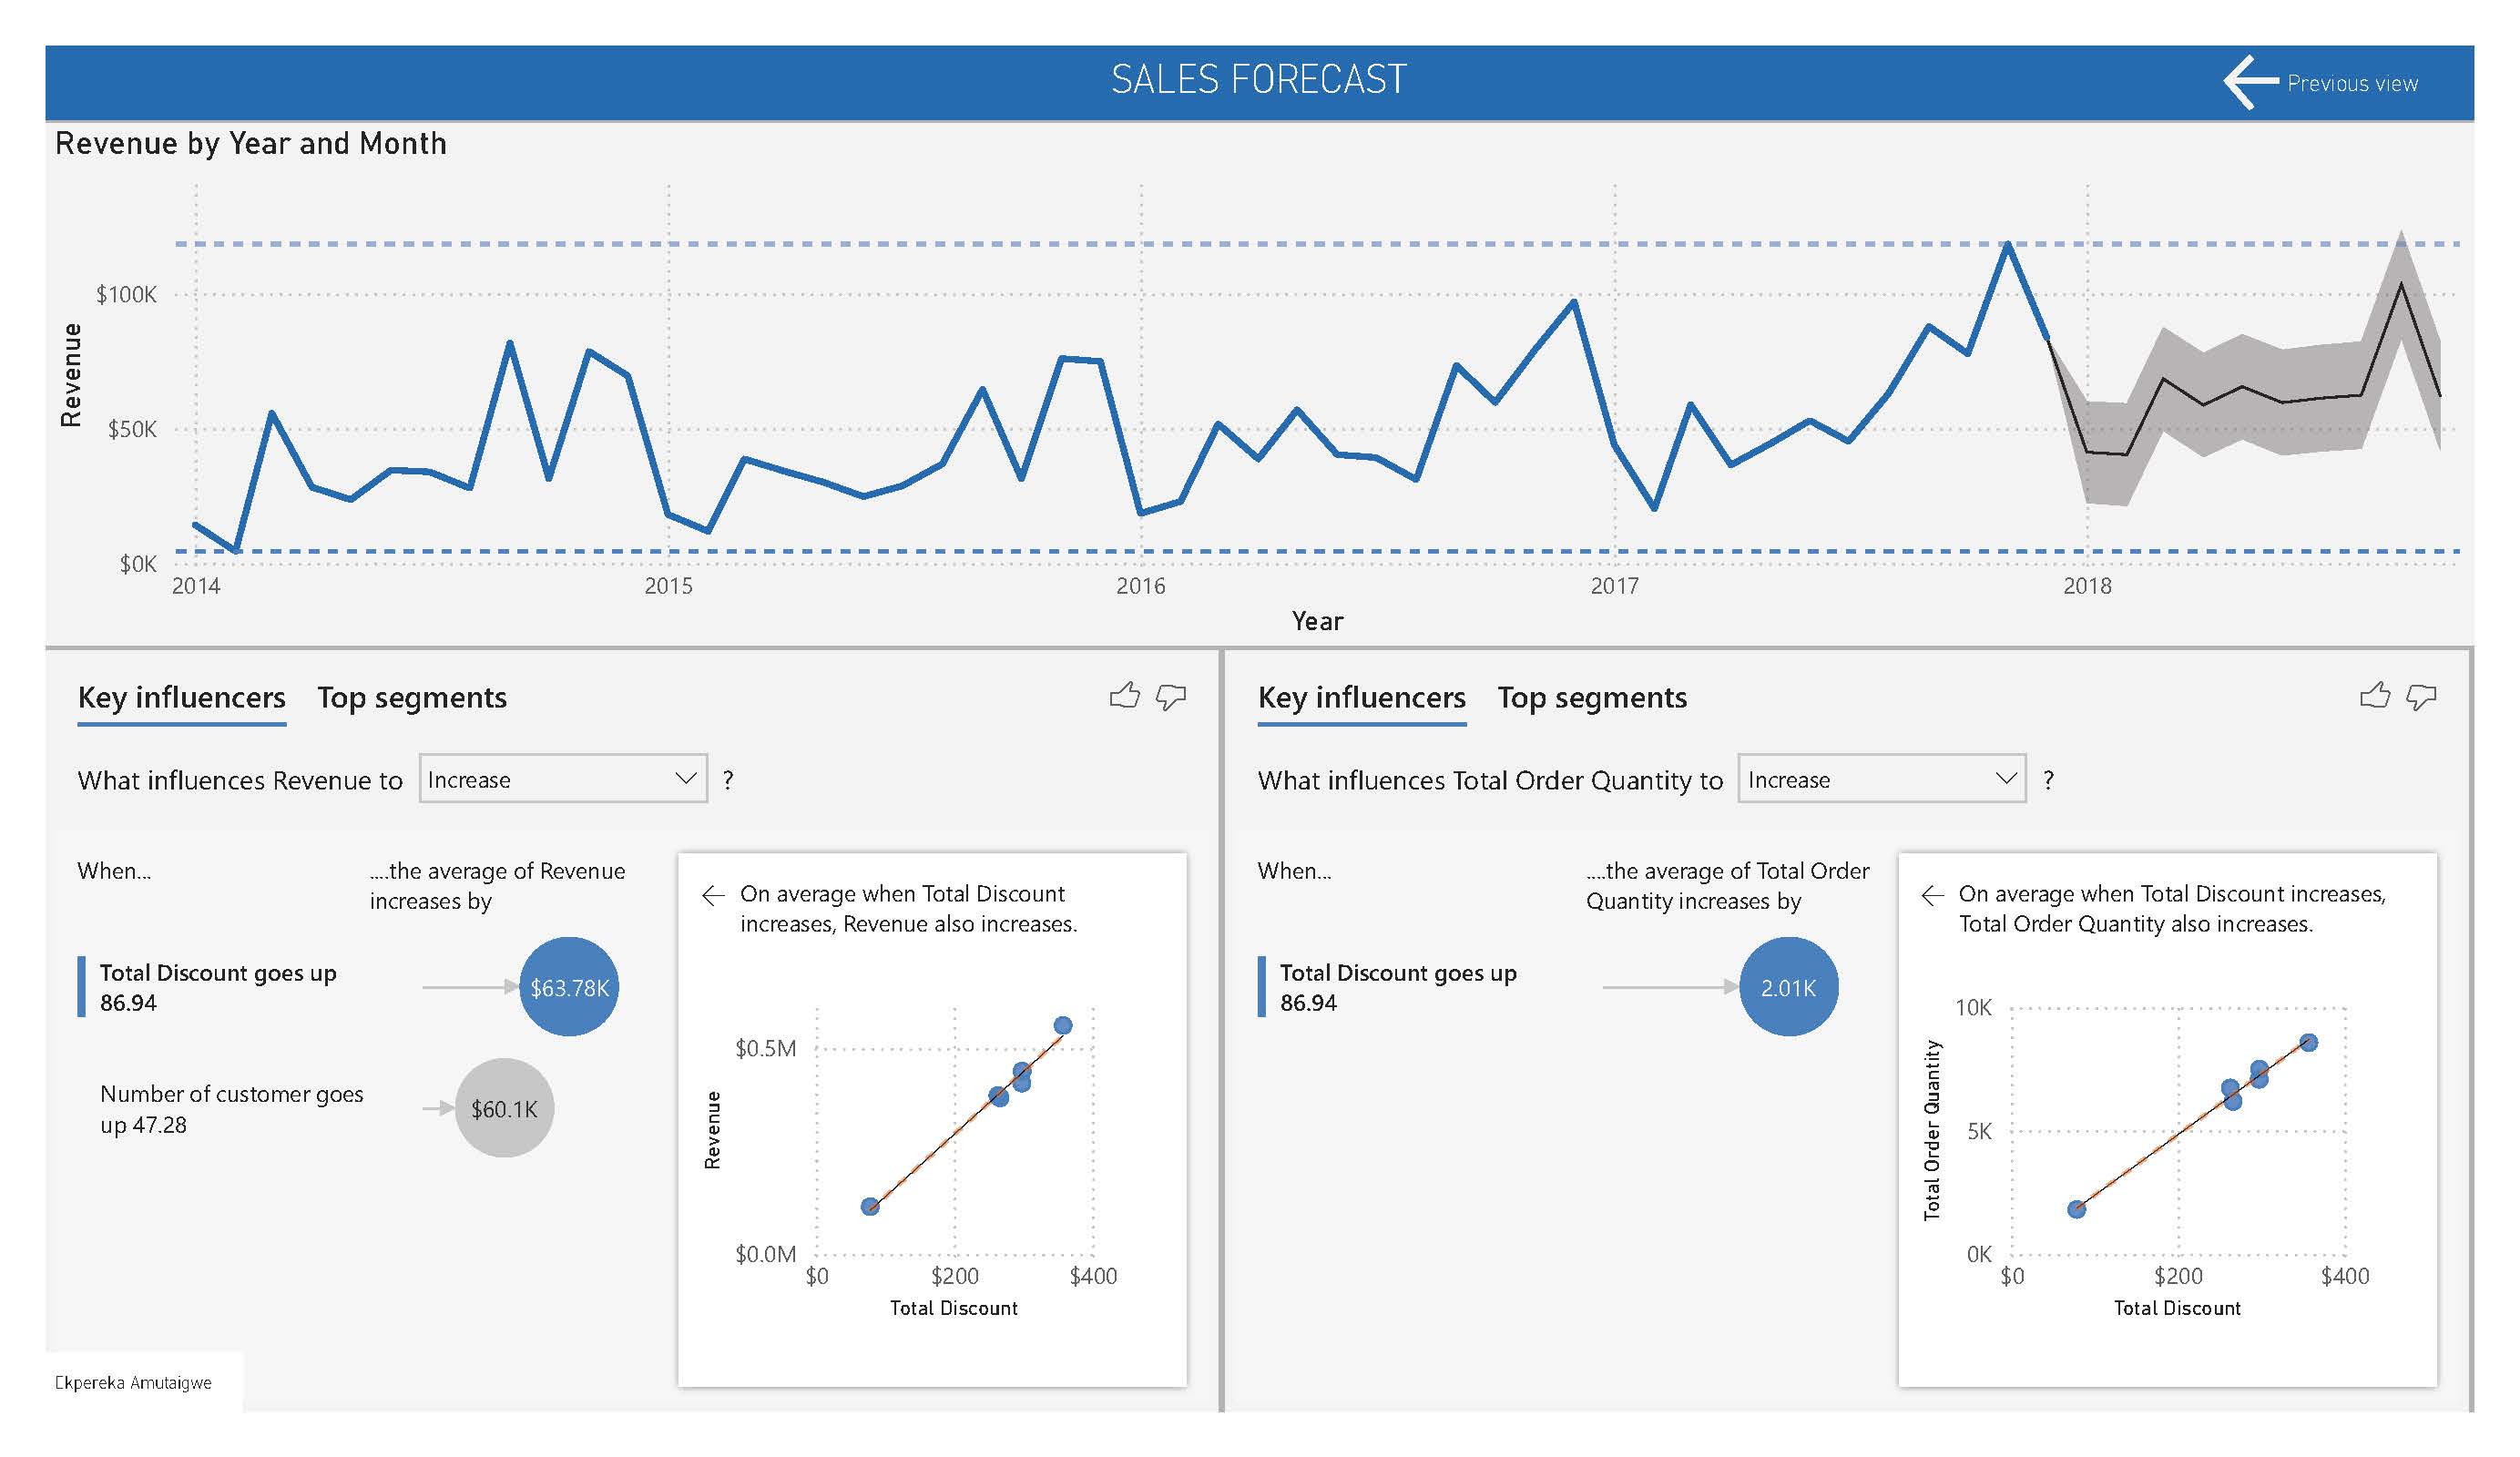 SALES FORECAST
Previous view
Revenue by Year and Month
$100K
$50K
$0K
Revenue
2014 2015 2016 2017 2018
Year
Key influencers Top segments
What influences Revenue to Increase ?
When...
....the average of Revenue
increases by
Total Discount goes up
86.94
$63.78K
Number of customer goes
up 47.28
$60.1K
On average when Total Discount
increases, Revenue also increases.
$0.5M
$0.0M
Revenue
$0 $200 $400
Total Discount
Key influencers Top segments
What influences Total Order Quantity to Increase ?
When...
....the average of Total Order
Quantity increases by
Total Discount goes up
86.94
2.01K
On average when Total Discount increases,
Total Order Quantity also increases.
10K
5K
0K
Total Order Quantity
$0 $200 $400
Total Discount
Ekpereka Amutaigwe